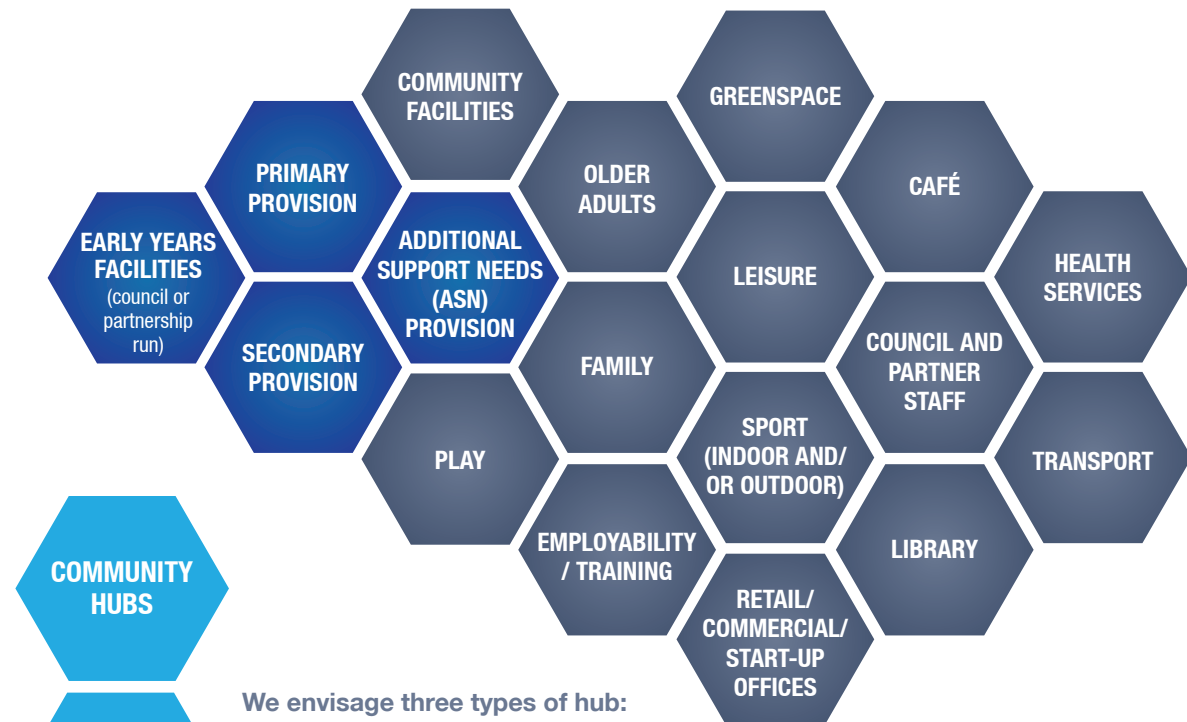 COMMUNITY
FACILITIES
GREENSPACE
PRIMARY
PROVISION
OLDER
ADULTS
CAFÉ
EARLY YEARS
FACILITIES
(council or
partnership
run)
ADDITIONAL
SUPPORT NEEDS
(ASN)
PROVISION
LEISURE
HEALTH
SERVICES
SECONDARY
PROVISION
FAMILY
COUNCIL AND
PARTNER
STAFF
PLAY
SPORT
(INDOOR AND/
OR OUTDOOR)
TRANSPORT
EMPLOYABILITY
/ TRAINING
LIBRARY
COMMUNITY
HUBS
RETAIL/
COMMERCIAL/
START-UP
OFFICES
We envisage three types of hub: